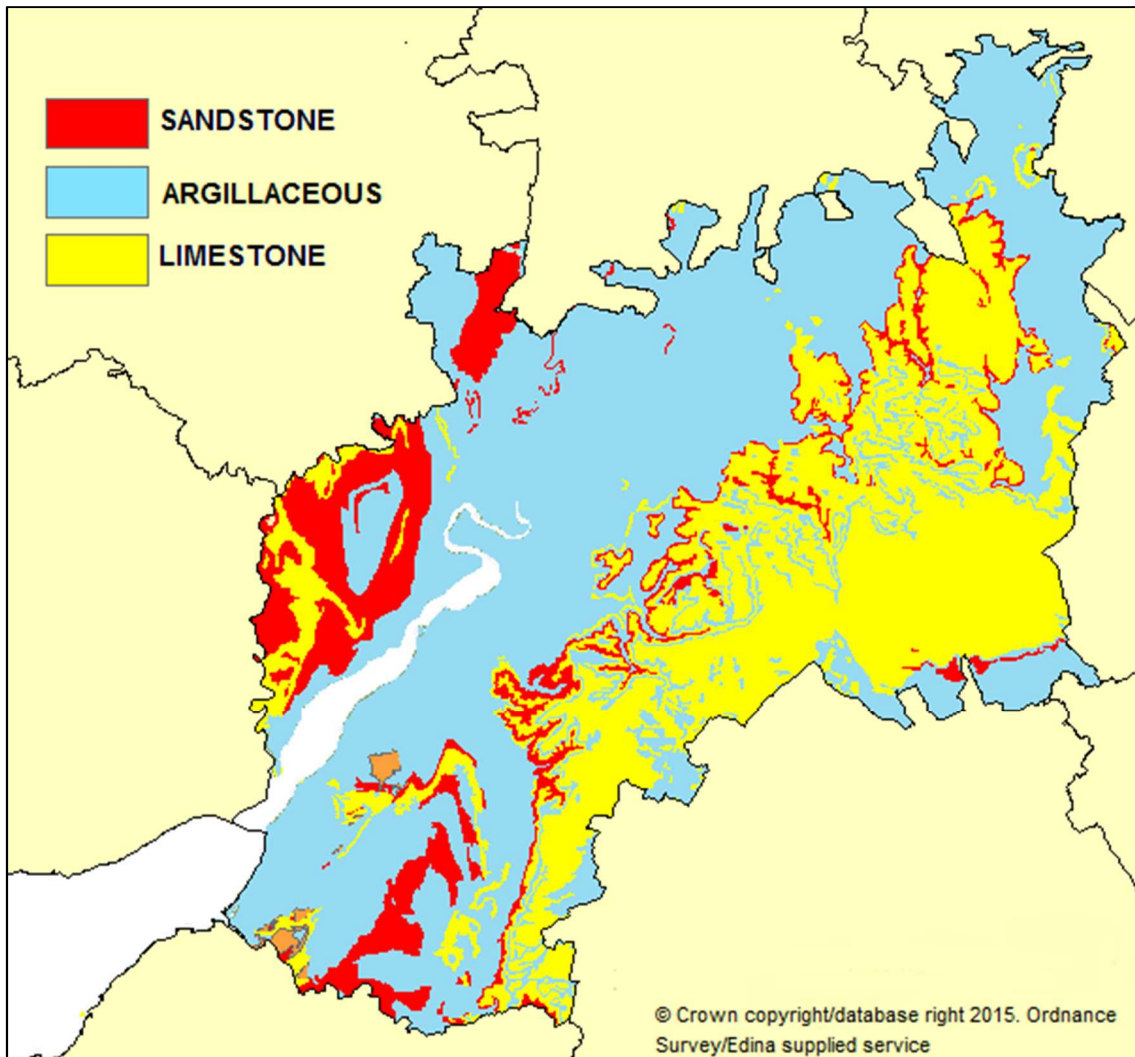 SANDSTONE
ARGILLACEOUS
LIMESTONE
© Crown copyright/database right 2015. Ordnance
Survey/Edina supplied service